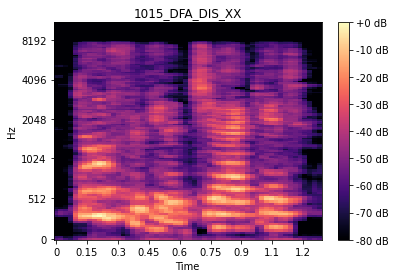 1015_DFA_DIS_XX
Hz
8192
4096
2048
1024
512
0
0 0.15 0.3 0.45 0.6 0.75 0.9 1.1 1.2
Time
+0 dB
-10 dB
-20 dB
-30 dB
-40 dB
-50 dB
-60 dB
-70 dB
-80 dB